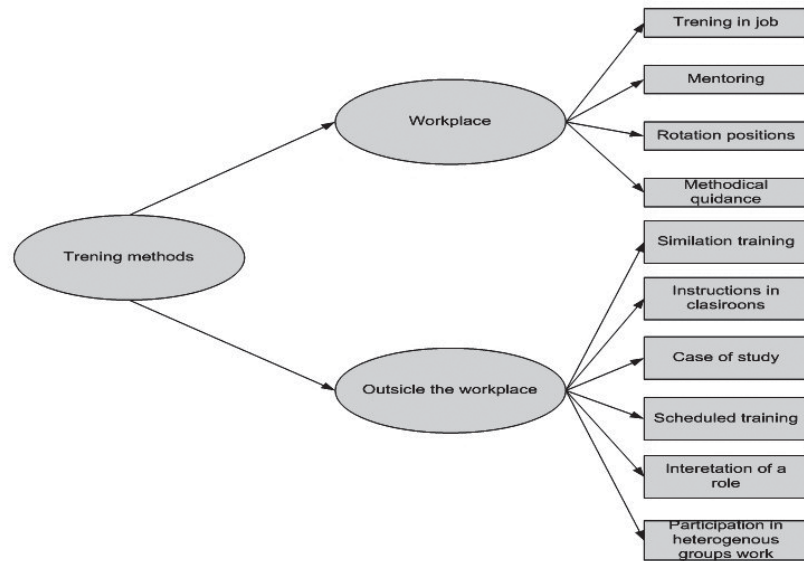 Trening in job
Mentoring
Workplace
Rotation positions
Methodical
quidance
Similation training
Trening methods
Instructions in
clasiroons
Case of study
Outsicle the workplace
Scheduled training
Interetation of a
role
Participation in
heterogenous
groups work